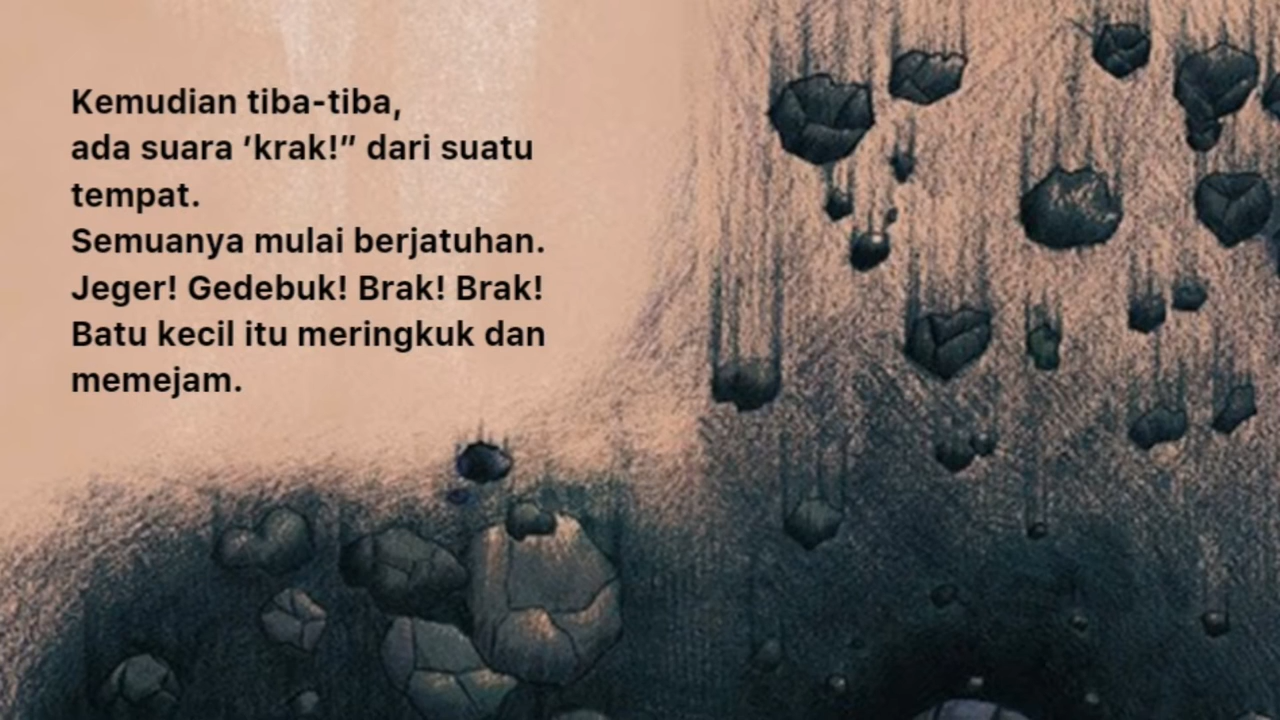 Kemudian tiba-tiba,
ada suara ’krak!” dari suatu
tempat.
Semuanya mulai berjatuhan.
Jeger! Gedebuk! Brak! Brak!
Batu kecil itu meringkuk dan
memejam.